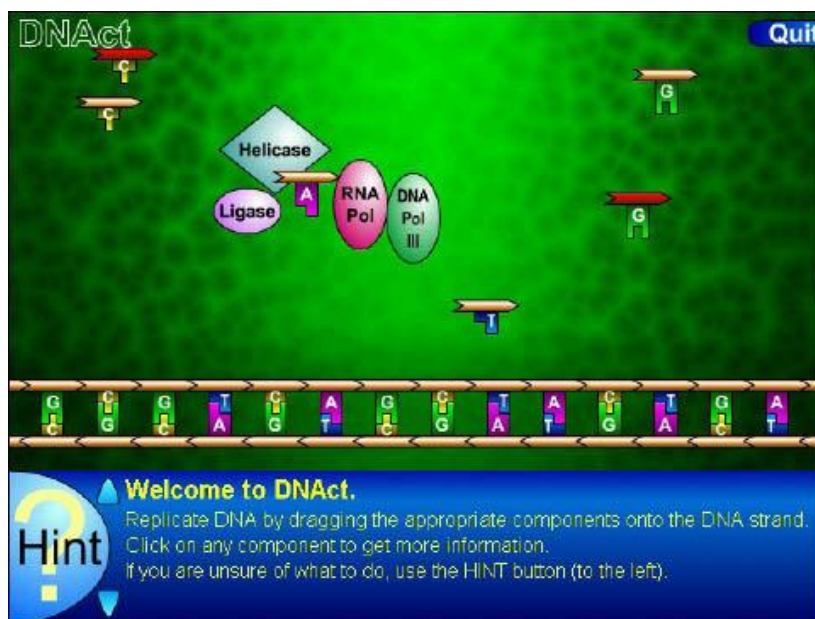 DNAct
Quit
C
C
G
Helicase
A
RNA
Pol
DNA
Pol
III
Ligase
G
T
G C G T C A G C T A C T G A
C G C A G T C G A T G A C T
?
Hint
Welcome to DNAct.
Replicate DNA by dragging the appropriate components onto the DNA strand.
Click on any component to get more information.
If you are unsure of what to do, use the HINT button (to the left).